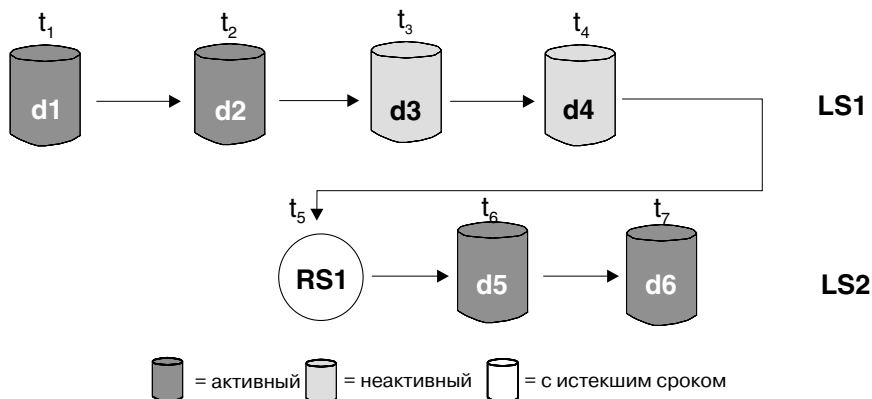 t1 t2 t3 t4
d1 d2 d3 d4 LS1
t5 t6 t7
RS1 d5 d6 LS2
= активный = неактивный = с истекшим сроком